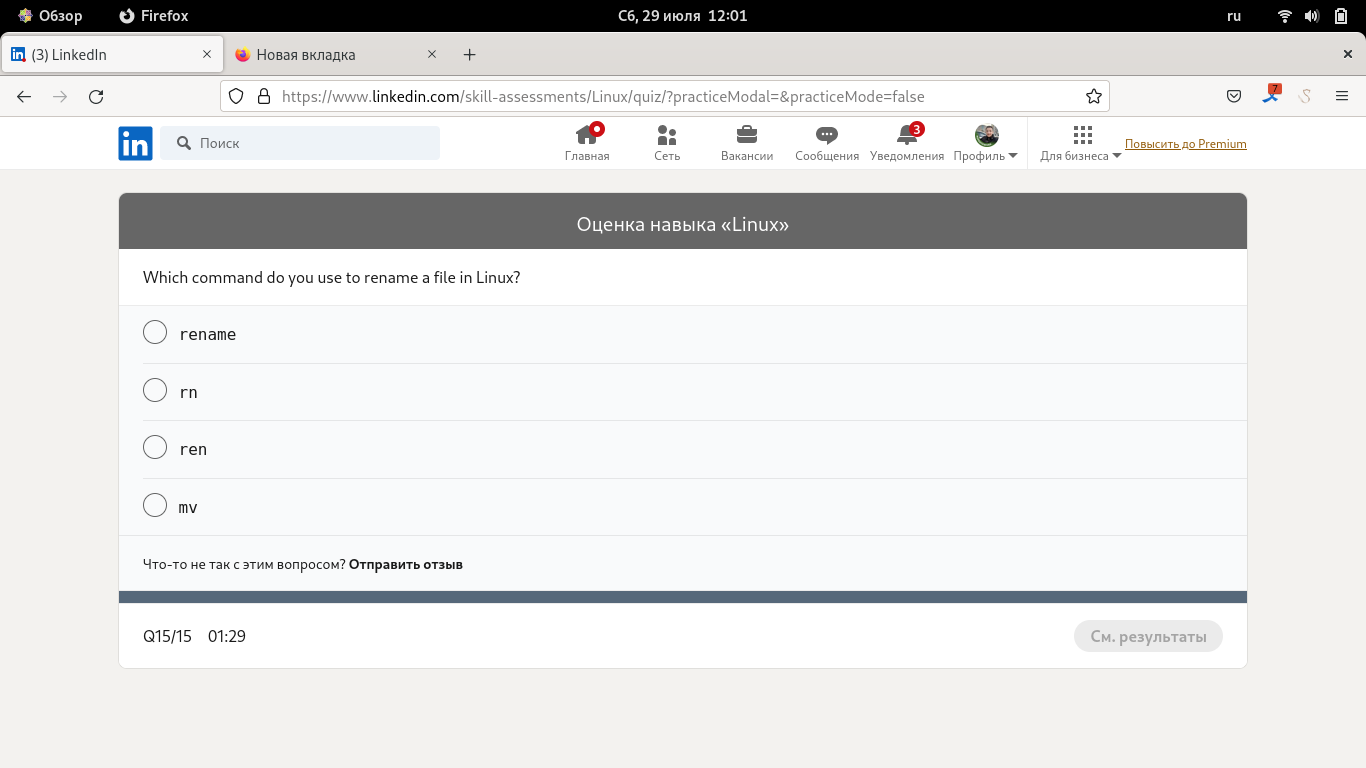 Обзор Firefox Сб, 29 июля 12:01 ru
(3) LinkedIn Новая вкладка
https://www.linkedin.com/skill-assessments/Linux/quiz/?practiceModal=&practiceMode=false 7
in Поиск Главная Сеть Вакансии Сообщения 3 Уведомления Профиль Для бизнеса Повысить до Premium
Оценка навыка «Linux»
Which command do you use to rename a file in Linux?
rename
rn
ren
mv
Что-то не так с этим вопросом? Отправить отзыв
Q15/15 01:29 См. результаты